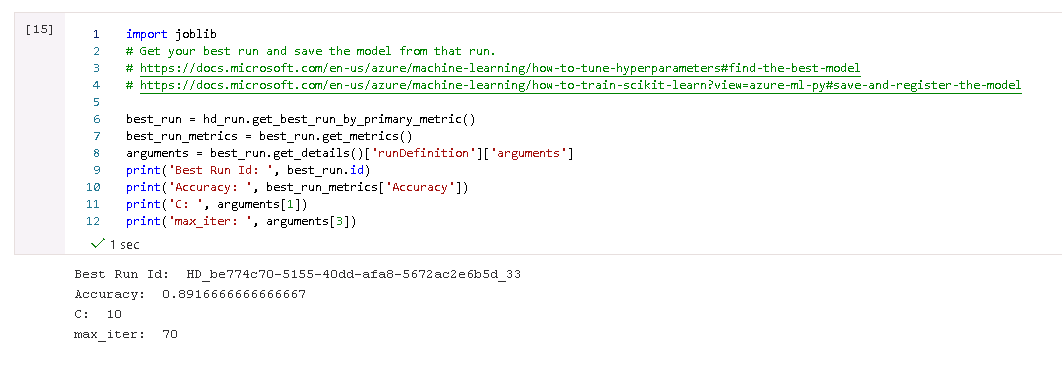 [15]
1 import joblib
2 # Get your best run and save the model from that run.
3 # https://docs.microsoft.com/en-us/azure/machine-learning/how-to-tune-hyperparameters#find-the-best-model
4 # https://docs.microsoft.com/en-us/azure/machine-learning/how-to-train-scikit-learn?view=azure-ml-py#save-and-register-the-model
5
6 best_run = hd_run.get_best_run_by_primary_metric()
7 best_run_metrics = best_run.get_metrics()
8 arguments = best_run.get_details()['runDefinition']['arguments']
9 print('Best Run Id: ', best_run.id)
10 print('Accuracy: ', best_run_metrics['Accuracy'])
11 print('C: ', arguments[1])
12 print('max_iter: ', arguments[3])
1 sec
Best Run Id:  HD_be774c70-5155-40dd-afa8-5672ac2e6b5d_33
Accuracy:  0.8916666666666667
C:  10
max_iter:  70